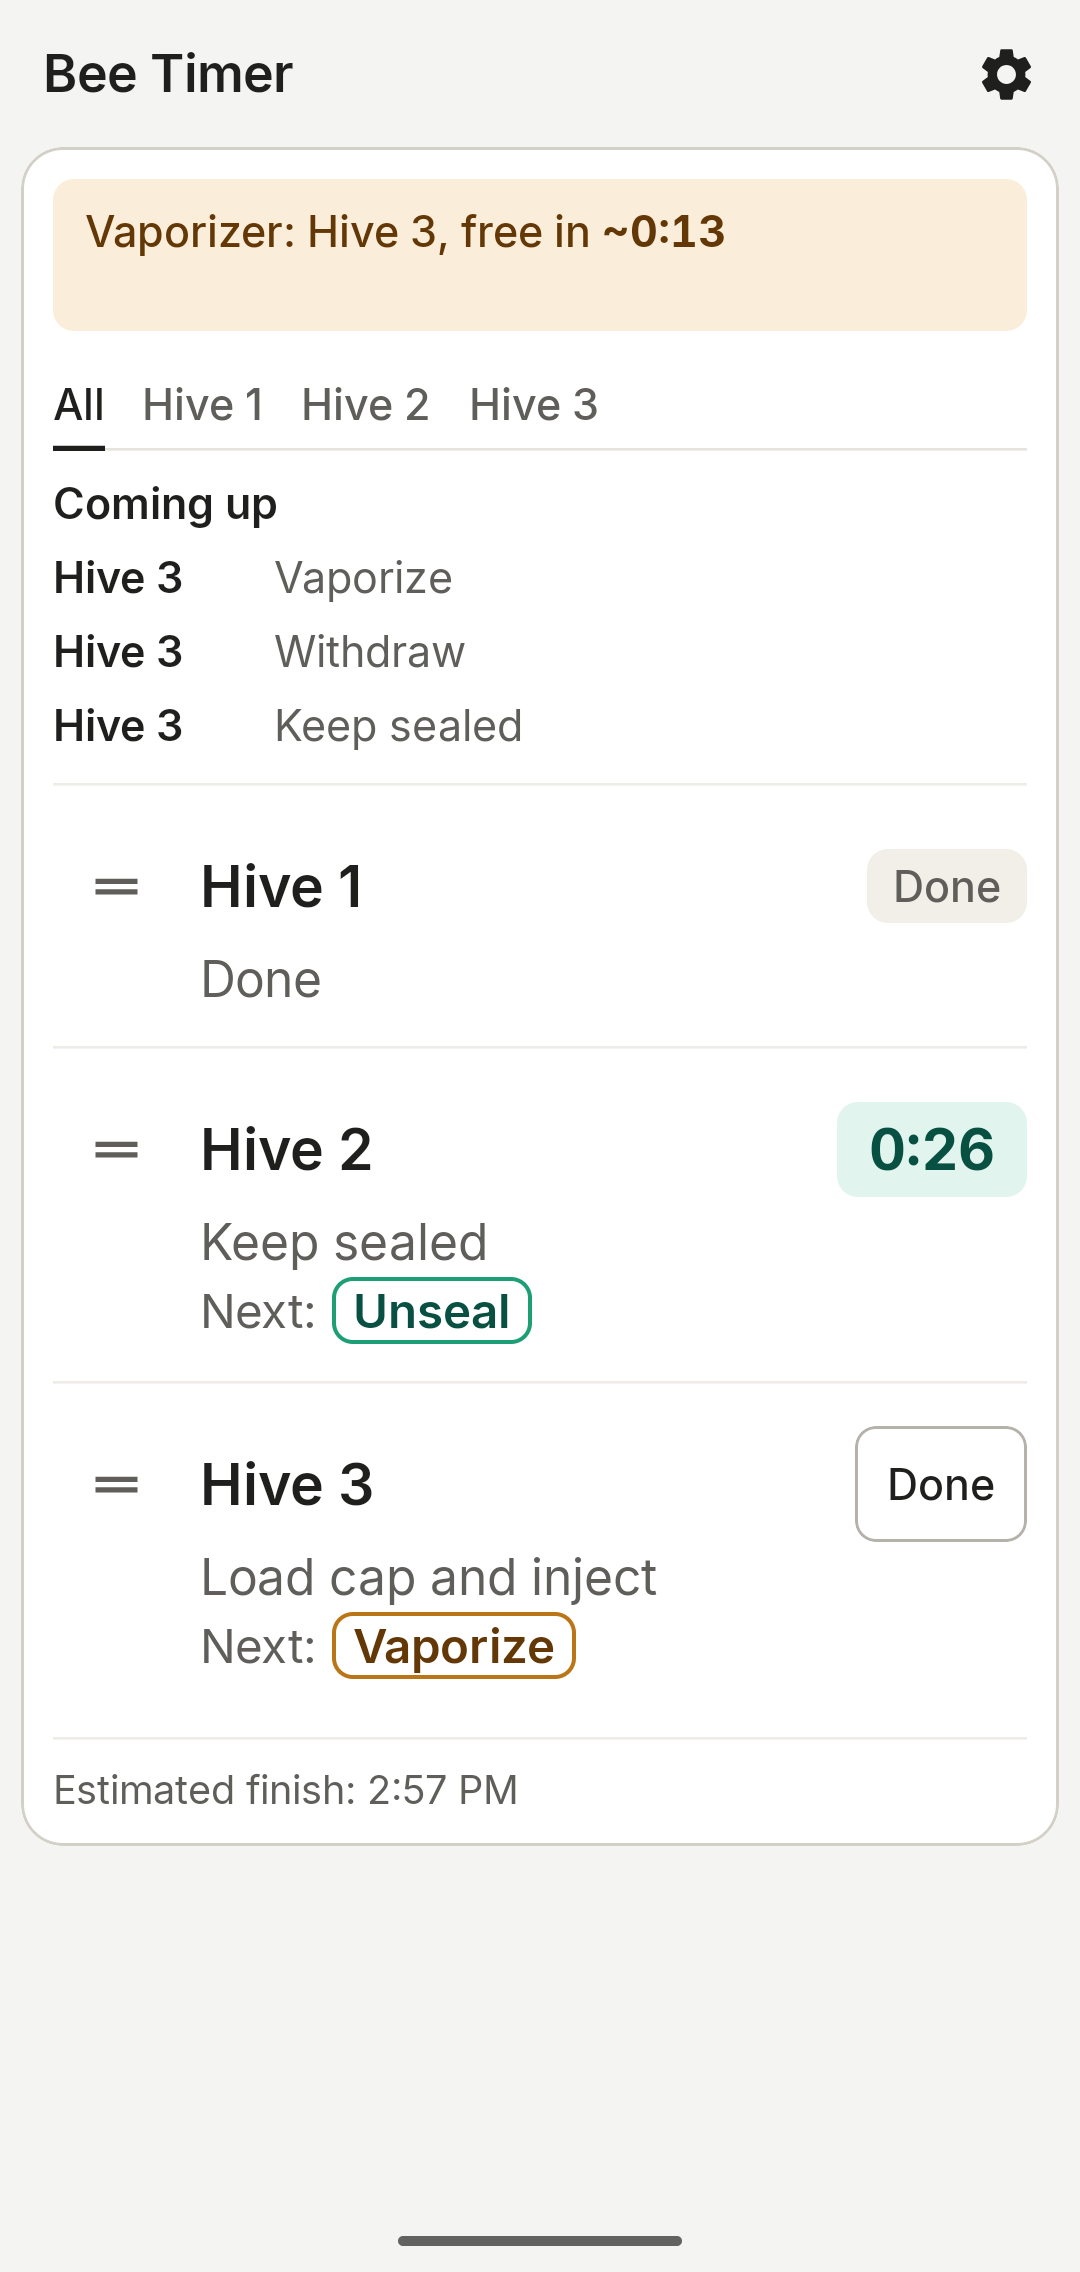 Bee Timer
Vaporizer: Hive 3, free in ~0:13
All Hive 1 Hive 2 Hive 3
Coming up
Hive 3 Vaporize
Hive 3 Withdraw
Hive 3 Keep sealed
Hive 1 Done
Done
Hive 2 0:26
Keep sealed
Next: Unseal
Hive 3 Done
Load cap and inject
Next: Vaporize
Estimated finish: 2:57 PM